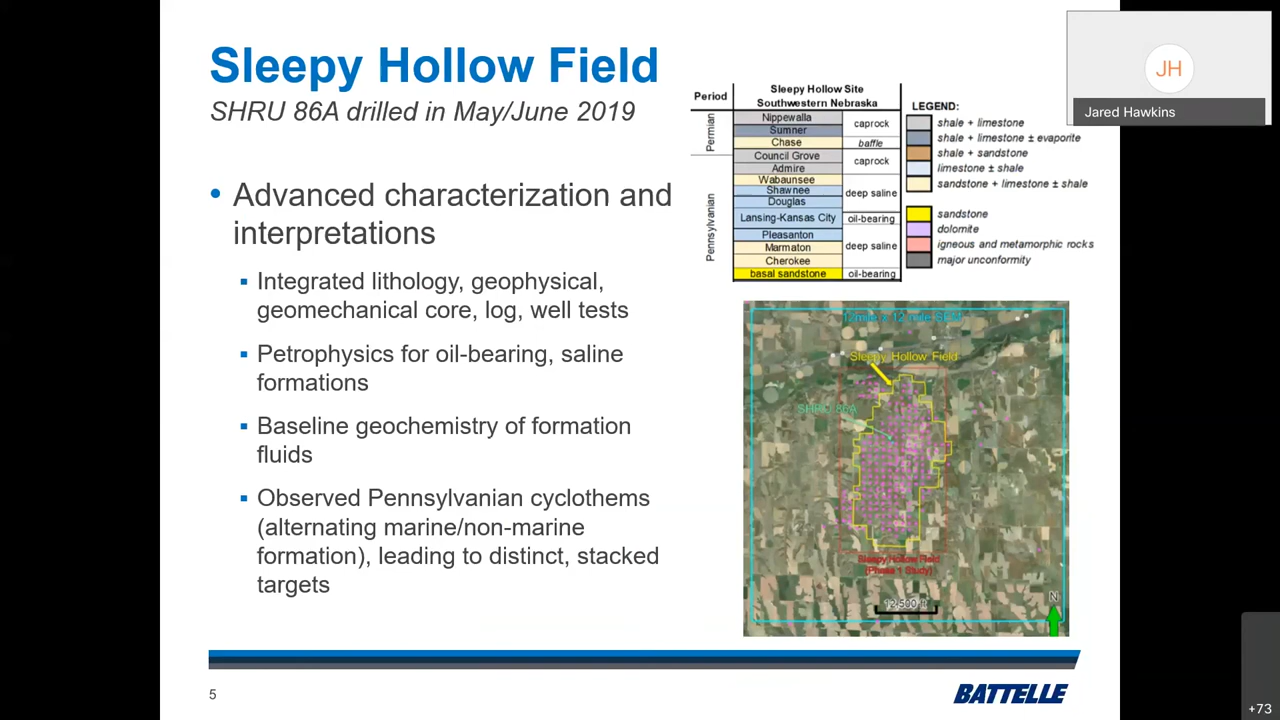 Sleepy Hollow Field
SHRU 86A drilled in May/June 2019
• Advanced characterization and
interpretations
▪ Integrated lithology, geophysical,
geomechanical core, log, well tests
▪ Petrophysics for oil-bearing, saline
formations
▪ Baseline geochemistry of formation
fluids
▪ Observed Pennsylvanian cyclothems
(alternating marine/non-marine
formation), leading to distinct, stacked
targets
Period
Sleepy Hollow Site
Southwestern Nebraska
Permian
Nippewalla
Sumner
caprock
Chase
baffle
Pennsylvanian
Council Grove
Admire
caprock
Wabaunsee
Shawnee
Douglas
deep saline
Lansing-Kansas City
oil-bearing
Pleasanton
Marmaton
Cherokee
deep saline
basal sandstone
oil-bearing
LEGEND:
shale + limestone
shale + limestone ± evaporite
shale + sandstone
limestone ± shale
sandstone + limestone ± shale
sandstone
dolomite
igneous and metamorphic rocks
major unconformity
JH
Jared Hawkins
12mile x 12 mile
Sleepy Hollow Field
SHRU 86A
Sleepy Hollow Field
(Phase 1 Study)
12,500 ft
N
5
BATTELLE
+73